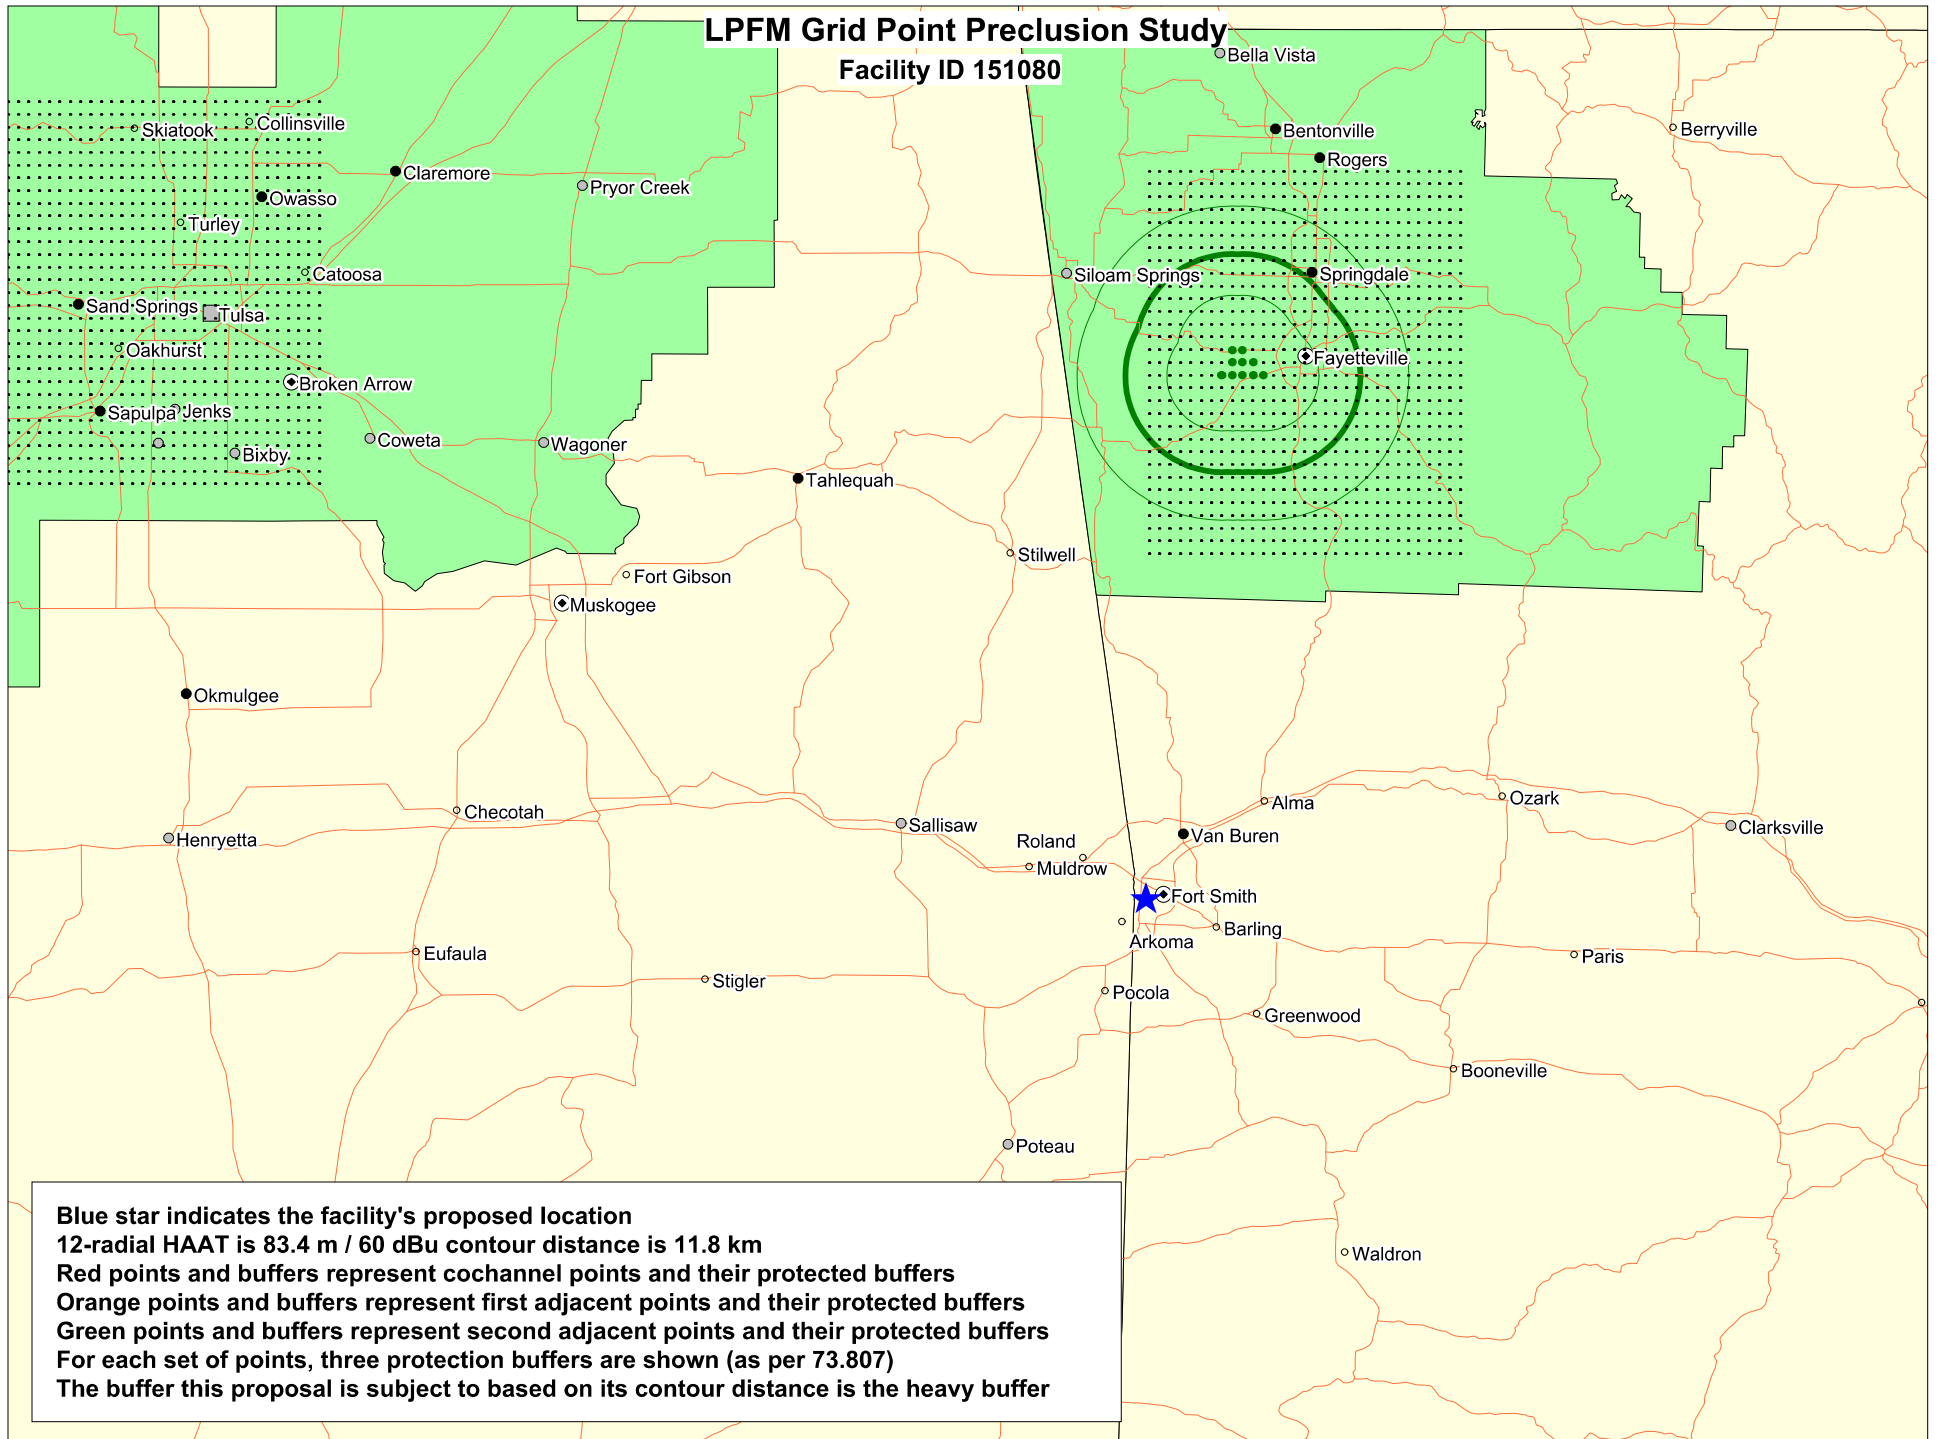 LPFM Grid Point Preclusion Study
Facility ID 151080
Bella Vista
Skiatook
Collinsville
Bentonville
Berryville
Rogers
Claremore
Pryor Creek
Owasso
Turley
Catoosa
Siloam Springs
Springdale
Sand Springs
Tulsa
Oakhurst
Fayetteville
Broken Arrow
Sapulpa
Jenks
Coweta
Wagoner
Bixby
Tahlequah
Stilwell
Fort Gibson
Muskogee
Okmulgee
Checotah
Alma
Ozark
Henryetta
Sallisaw
Roland
Van Buren
Clarksville
Muldrow
Fort Smith
Barling
Arkoma
Eufaula
Paris
Stigler
Pocola
Greenwood
Booneville
Poteau
Waldron
Blue star indicates the facility's proposed location
12-radial HAAT is 83.4 m / 60 dBu contour distance is 11.8 km
Red points and buffers represent cochannel points and their protected buffers
Orange points and buffers represent first adjacent points and their protected buffers
Green points and buffers represent second adjacent points and their protected buffers
For each set of points, three protection buffers are shown (as per 73.807)
The buffer this proposal is subject to based on its contour distance is the heavy buffer